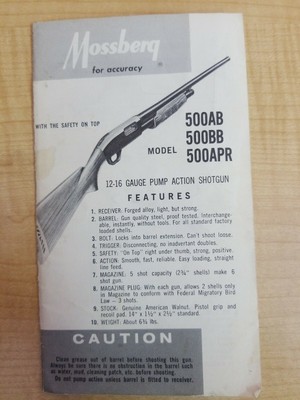 Mossberg
for accuracy
WITH THE SAFETY ON TOP
500AB
500BB
MODEL 500APR
12-16 GAUGE PUMP ACTION SHOTGUN
FEATURES
1. RECEIVER: Forged alloy, light, but strong.
2. BARREL: Gun quality steel, proof tested. Interchange-
able, instantly, without tools. For all standard factory
loaded shells.
3. BOLT: Locks into barrel extension. Can't shoot loose.
4. TRIGGER: Disconnecting, no inadvertent doubles.
5. SAFETY: "On Top" right under thumb, strong, positive.
6. ACTION: Smooth, fast, reliable. Easy loading, straight
line feed.
7. MAGAZINE: 5 shot capacity (2¾" shells) make 6
shot gun.
8. MAGAZINE PLUG: With each gun, allows 2 shells only
in Magazine to conform with Federal Migratory Bird
Law — 3 shots.
9. STOCK: Genuine American Walnut. Pistol grip and
recoil pad. 14" x 1½" x 2½" standard.
10. WEIGHT: About 6¾ lbs.
CAUTION
Clean grease out of barrel before shooting this gun.
Always be sure there is no obstruction in the barrel such
as water, mud, cleaning patch, etc. before shooting.
Do not pump action unless barrel is fitted to receiver.